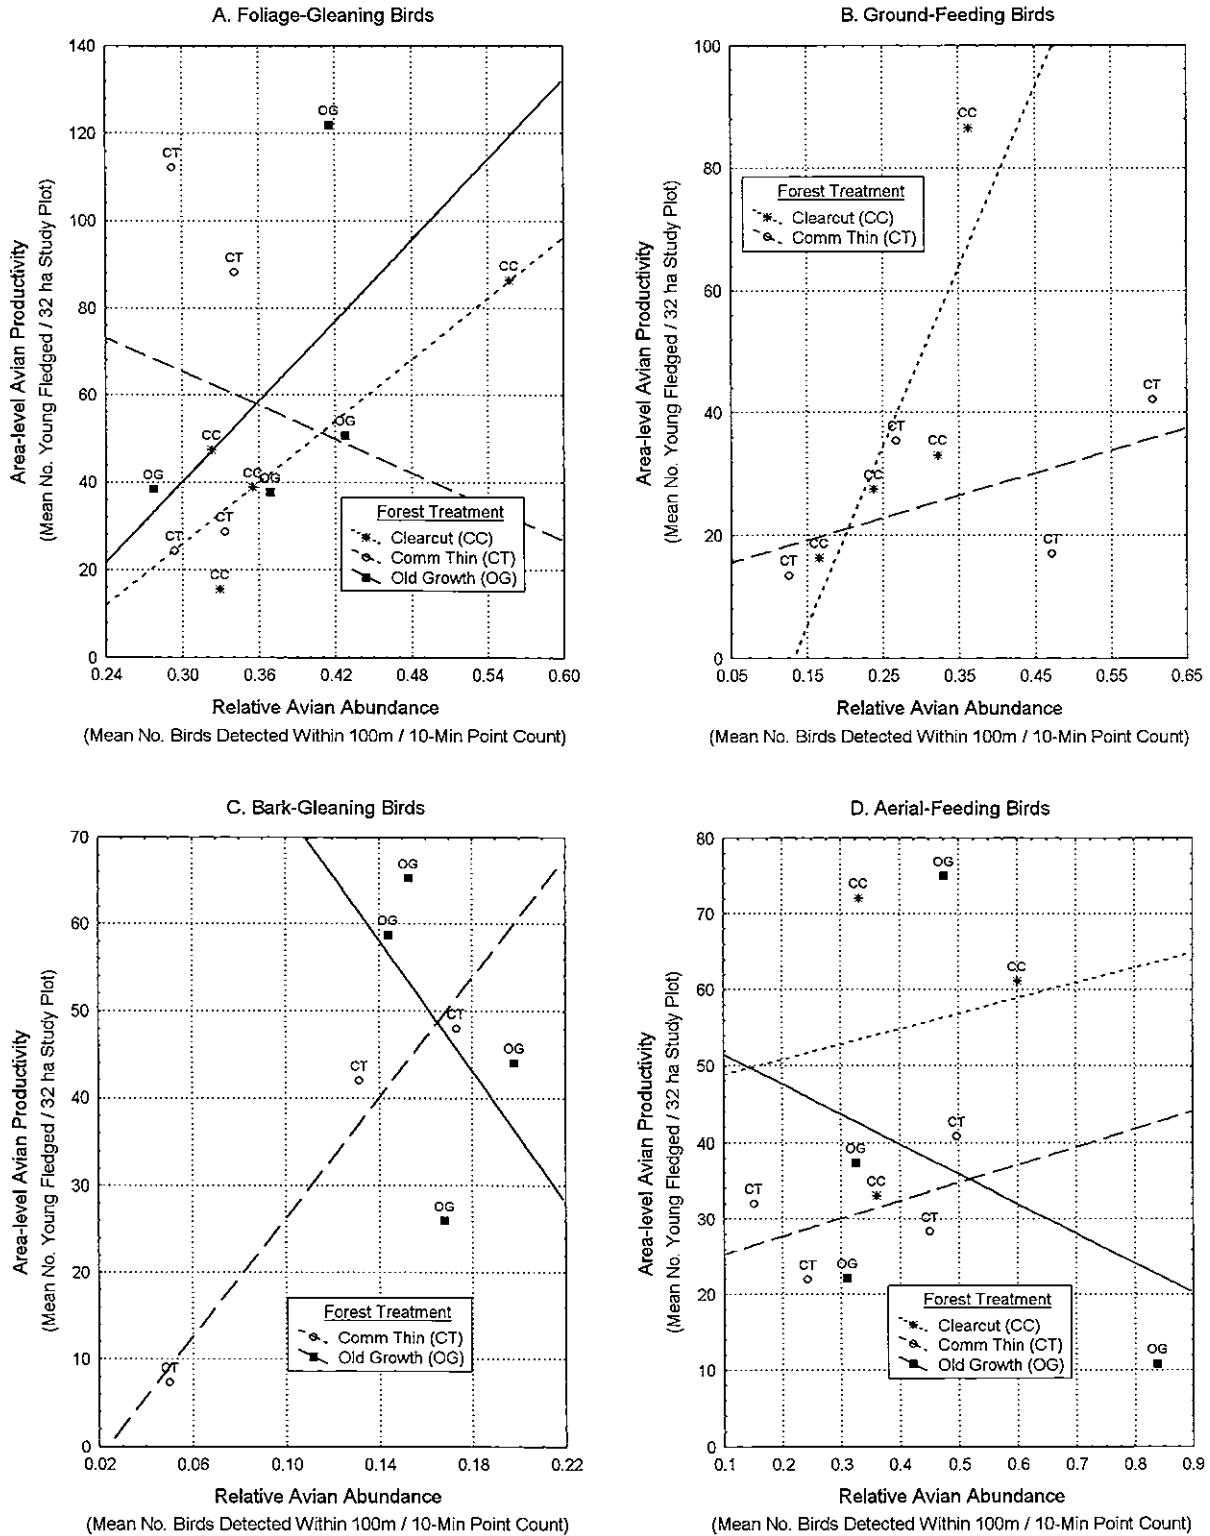 A. Foliage-Gleaning Birds
140
120
100
80
60
40
20
0
Area-level Avian Productivity
(Mean No. Young Fledged / 32 ha Study Plot)
OG
CT
CT
CC
CC
OG
OG
CC
OG
CT
CT
CC
Forest Treatment
Clearcut (CC)
Comm Thin (CT)
Old Growth (OG)
0.24 0.30 0.36 0.42 0.48 0.54 0.60
Relative Avian Abundance
(Mean No. Birds Detected Within 100m / 10-Min Point Count)
B. Ground-Feeding Birds
100
80
60
40
20
0
Area-level Avian Productivity
(Mean No. Young Fledged / 32 ha Study Plot)
CC
Forest Treatment
Clearcut (CC)
Comm Thin (CT)
CT
CT
CC
CC
CC
CT
CT
0.05 0.15 0.25 0.35 0.45 0.55 0.65
Relative Avian Abundance
(Mean No. Birds Detected Within 100m / 10-Min Point Count)
C. Bark-Gleaning Birds
70
60
50
40
30
20
10
0
Area-level Avian Productivity
(Mean No. Young Fledged / 32 ha Study Plot)
OG
OG
CT
CT
OG
OG
CT
Forest Treatment
Comm Thin (CT)
Old Growth (OG)
0.02 0.06 0.10 0.14 0.18 0.22
Relative Avian Abundance
(Mean No. Birds Detected Within 100m / 10-Min Point Count)
D. Aerial-Feeding Birds
80
70
60
50
40
30
20
10
0
Area-level Avian Productivity
(Mean No. Young Fledged / 32 ha Study Plot)
OG
CC
CC
CT
OG
CC
CT
CT
CT
OG
OG
Forest Treatment
Clearcut (CC)
Comm Thin (CT)
Old Growth (OG)
0.1 0.2 0.3 0.4 0.5 0.6 0.7 0.8 0.9
Relative Avian Abundance
(Mean No. Birds Detected Within 100m / 10-Min Point Count)